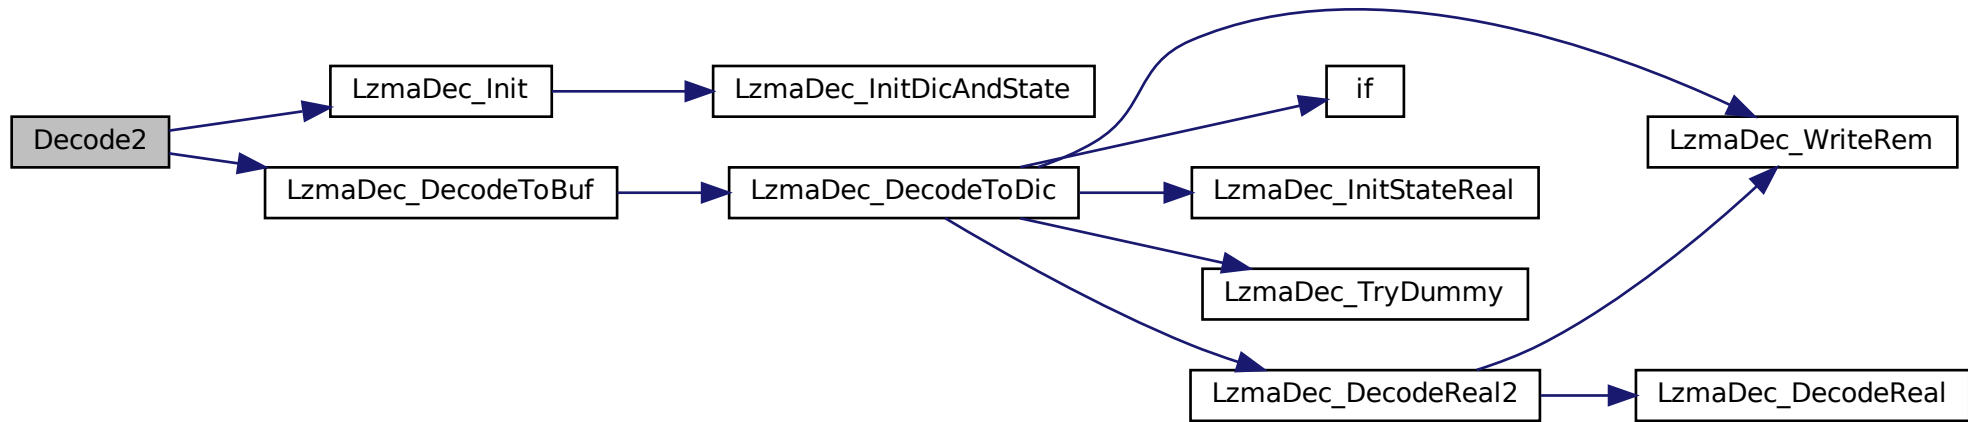 Decode2
LzmaDec_Init
LzmaDec_InitDicAndState
LzmaDec_DecodeToBuf
LzmaDec_DecodeToDic
if
LzmaDec_InitStateReal
LzmaDec_TryDummy
LzmaDec_DecodeReal2
LzmaDec_WriteRem
LzmaDec_DecodeReal